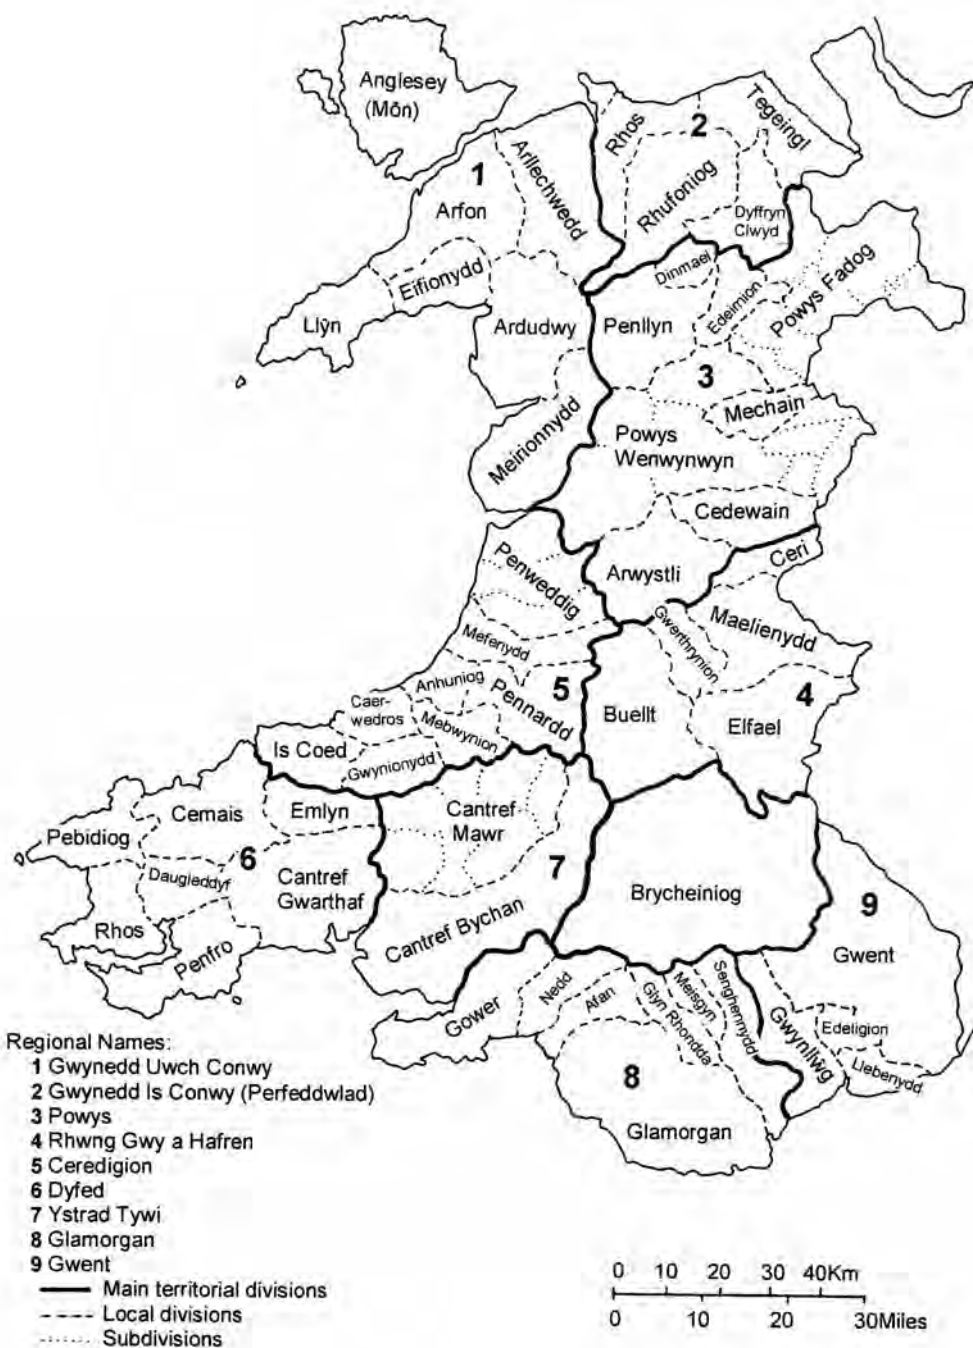 Anglesey
(Môn)
Rhos
2
Tegeingl
1
Arfon
Arllechwedd
Rhufoniog
Dyffryn
Clwyd
Eifionydd
Llŷn
Ardudwy
Dinmael
Penllyn
Edeirnion
Powys Fadog
3
Mechain
Meirionnydd
Powys
Wenwynwyn
Cedewain
Ceri
Arwystli
Penweddig
Mefenydd
Gwerthrynion
Maelienydd
Anhuniog
5
Caer-
wedros
Mebwynion
Pennardd
Buellt
4
Elfael
Is Coed
Gwynionydd
Cemais
Emlyn
Cantref
Mawr
Pebidiog
6
Daugleddyf
Cantref
Gwarthaf
7
Brycheiniog
9
Rhos
Penfro
Cantref Bychan
Gwent
Gower
Nedd
Afan
Glyn Rhondda
Meisgyn
Senghennydd
Gwynllwg
Edeligion
Llebenydd
8
Glamorgan
Regional Names:
1 Gwynedd Uwch Conwy
2 Gwynedd Is Conwy (Perfeddwlad)
3 Powys
4 Rhwng Gwy a Hafren
5 Ceredigion
6 Dyfed
7 Ystrad Tywi
8 Glamorgan
9 Gwent
Main territorial divisions
Local divisions
Subdivisions
0 10 20 30 40Km
0 10 20 30Miles